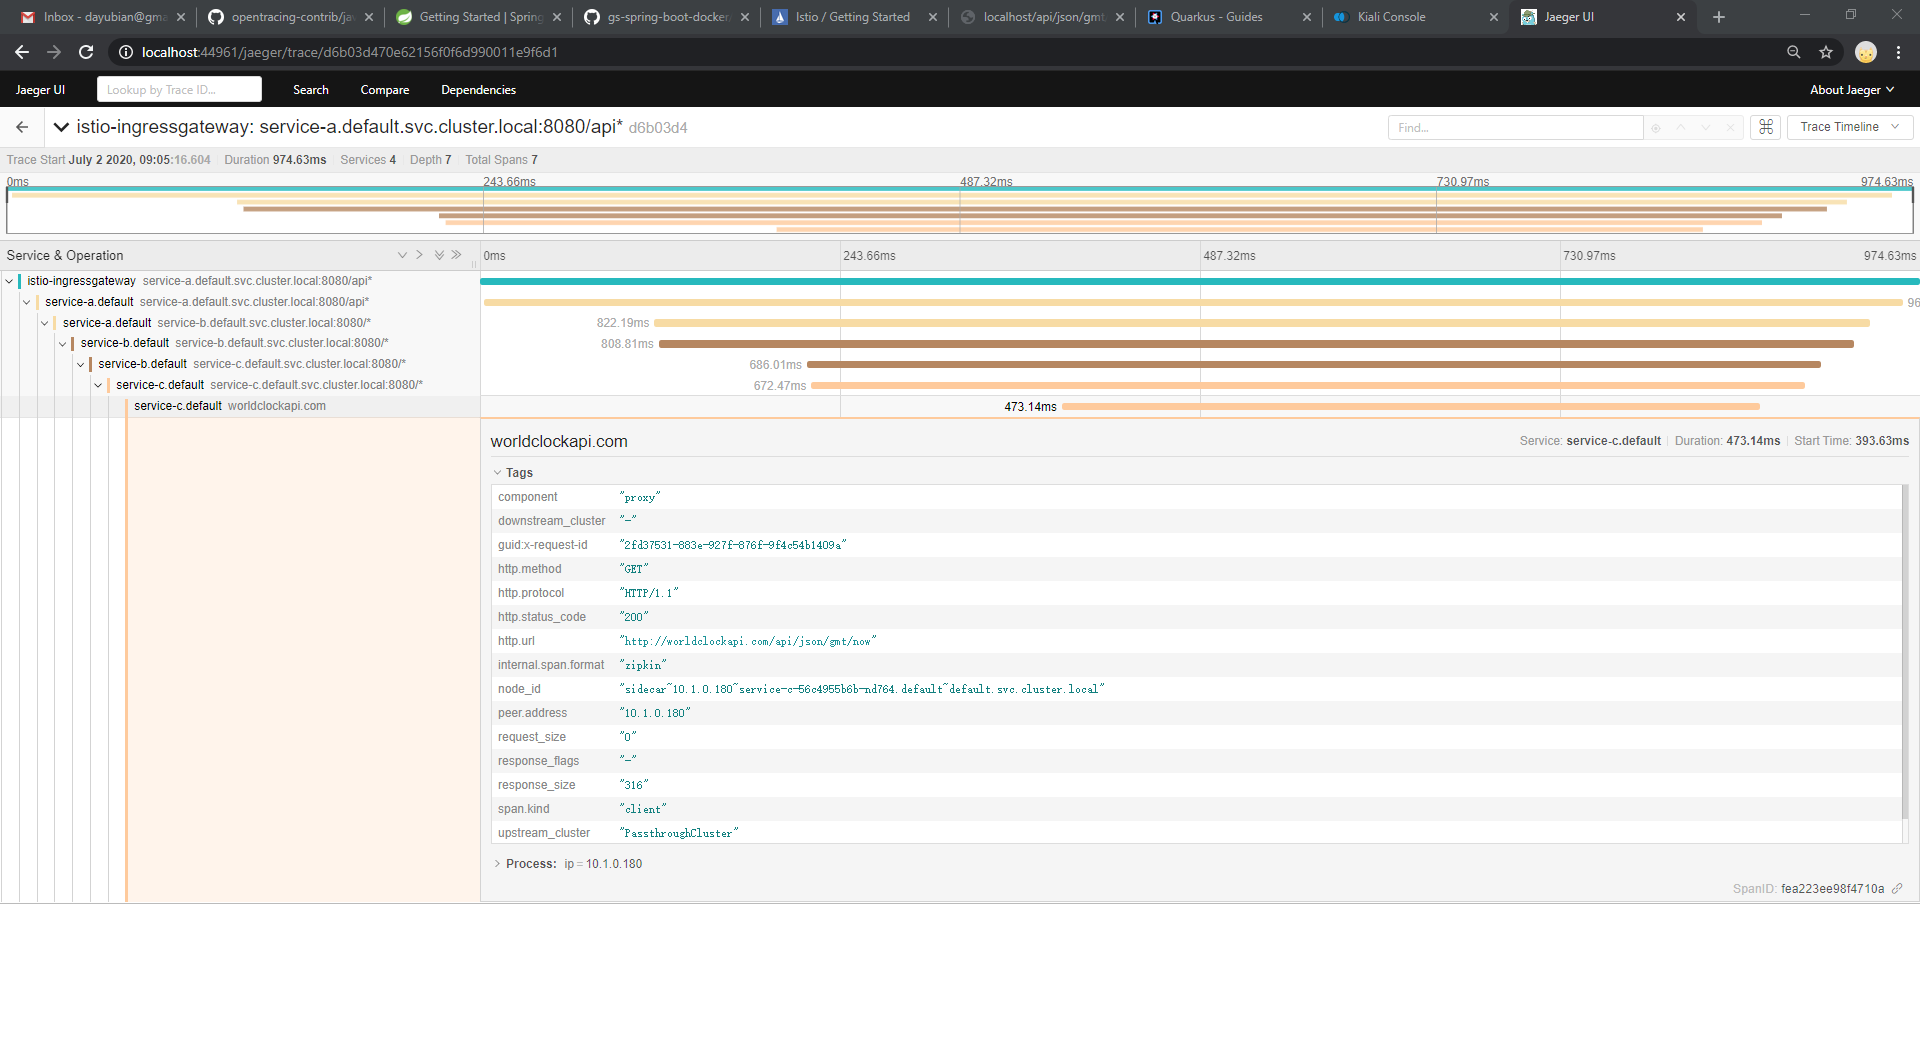 Inbox - dayubian@gma
opentracing-contrib/jav
Getting Started | Spring
gs-spring-boot-docker
Istio / Getting Started
localhost/api/json/gmt
Quarkus - Guides
Kiali Console
Jaeger UI
localhost:44961/jaeger/trace/d6b03d470e62156f0f6d990011e9f6d1
Jaeger UI
Lookup by Trace ID...
Search
Compare
Dependencies
About Jaeger
istio-ingressgateway: service-a.default.svc.cluster.local:8080/api* d6b03d4
Find...
⌘
Trace Timeline
Trace Start July 2 2020, 09:05:16.604 Duration 974.63ms Services 4 Depth 7 Total Spans 7
0ms 243.66ms 487.32ms 730.97ms 974.63ms
Service & Operation
0ms 243.66ms 487.32ms 730.97ms 974.63ms
istio-ingressgateway service-a.default.svc.cluster.local:8080/api*
service-a.default service-a.default.svc.cluster.local:8080/api*
96
service-a.default service-b.default.svc.cluster.local:8080/*
822.19ms
service-b.default service-b.default.svc.cluster.local:8080/*
808.81ms
service-b.default service-c.default.svc.cluster.local:8080/*
686.01ms
service-c.default service-c.default.svc.cluster.local:8080/*
672.47ms
service-c.default worldclockapi.com
473.14ms
worldclockapi.com
Service: service-c.default Duration: 473.14ms Start Time: 393.63ms
Tags
component "proxy"
downstream_cluster "-"
guid:x-request-id "2fd37531-883e-927f-876f-9f4c54b1409a"
http.method "GET"
http.protocol "HTTP/1.1"
http.status_code "200"
http.url "http://worldclockapi.com/api/json/gmt/now"
internal.span.format "zipkin"
node_id "sidecar~10.1.0.180~service-c-56c4955b6b-nd764.default~default.svc.cluster.local"
peer.address "10.1.0.180"
request_size "0"
response_flags "-"
response_size "316"
span.kind "client"
upstream_cluster "PassthroughCluster"
Process: ip = 10.1.0.180
SpanID: fea223ee98f4710a